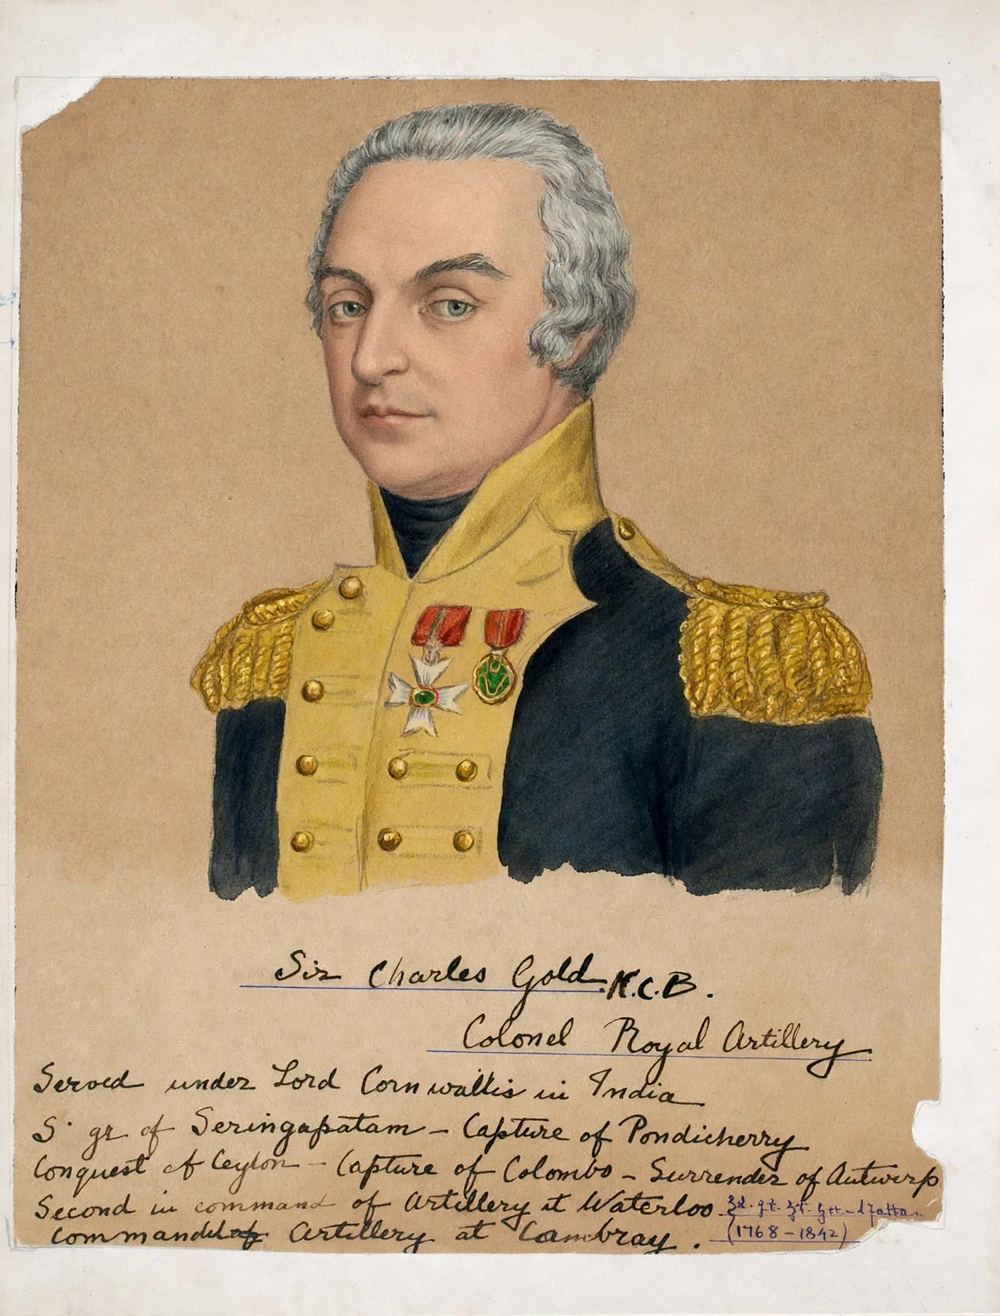 Sir Charles Gold. K.C.B.
Colonel Royal Artillery
Served under Lord Cornwallis in India
S. gr of Seringapatam – Capture of Pondicherry
Conquest of Ceylon – Capture of Colombo – Surrender of Antwerp
Second in command of Artillery at Waterloo
Command of Artillery at Cambray.
(1768–1842)